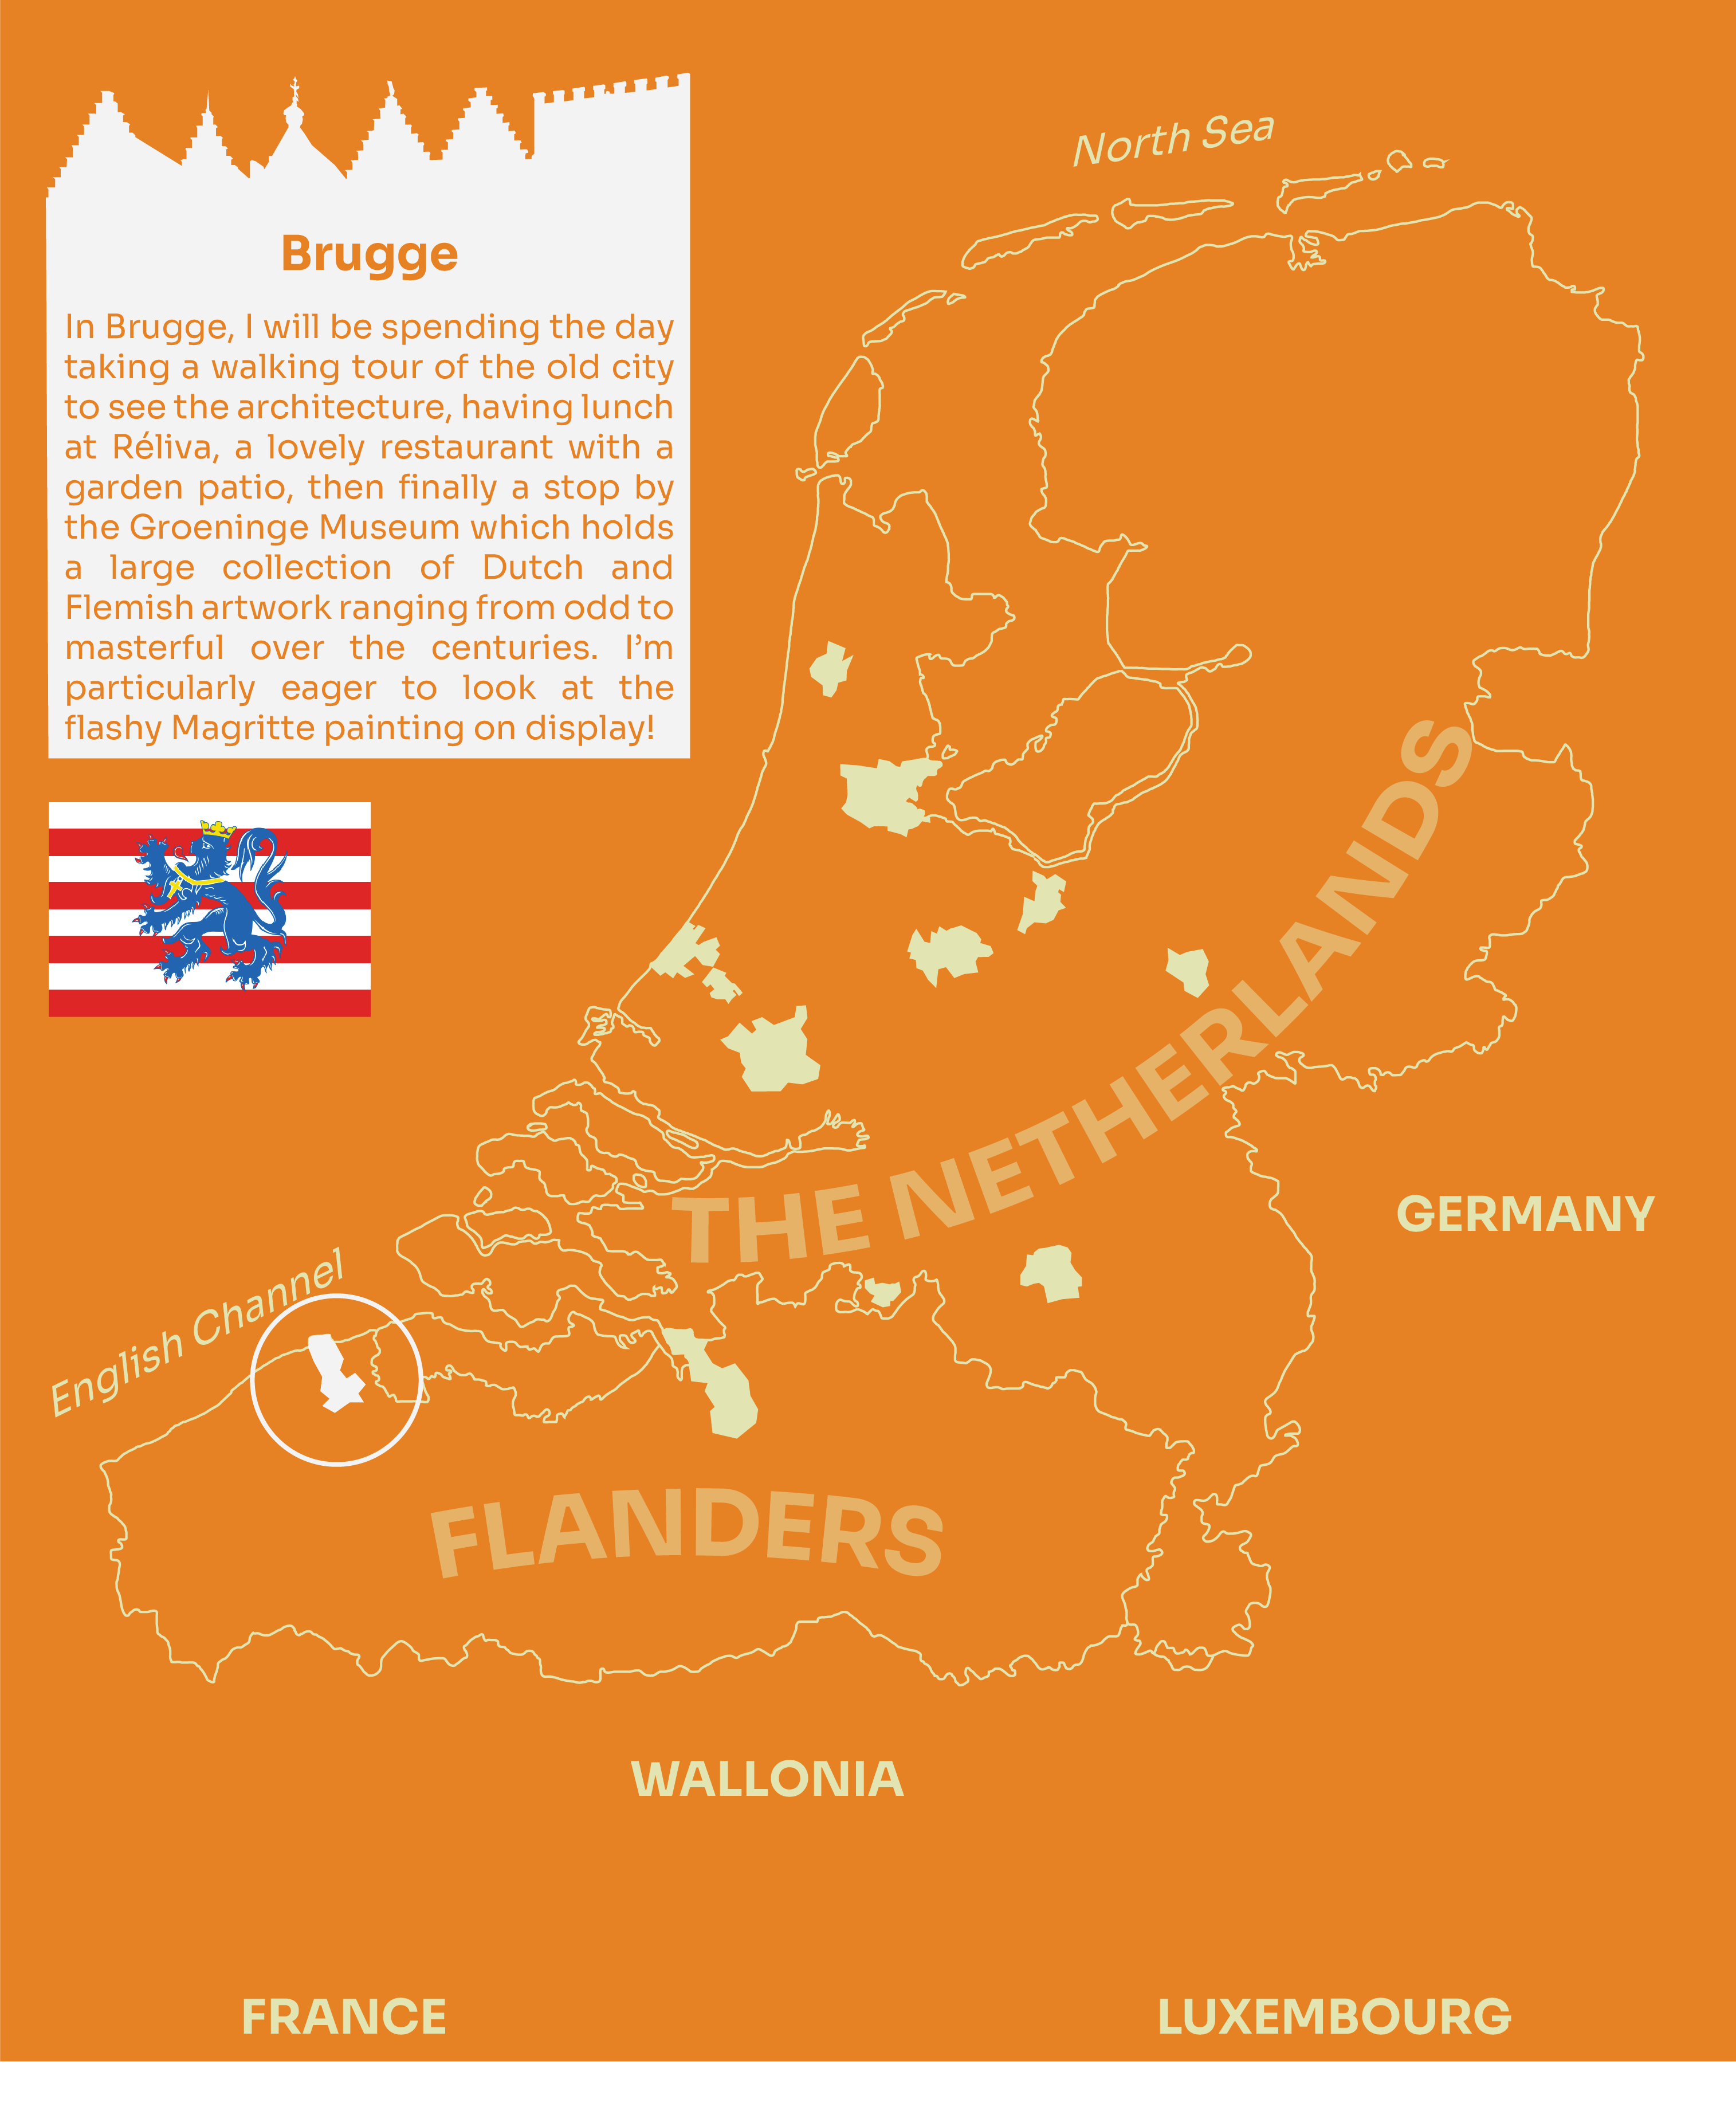 Brugge
In Brugge, I will be spending the day
taking a walking tour of the old city
to see the architecture, having lunch
at Réliva, a lovely restaurant with a
garden patio, then finally a stop by
the Groeninge Museum which holds
a large collection of Dutch and
Flemish artwork ranging from odd to
masterful over the centuries. I’m
particularly eager to look at the
flashy Magritte painting on display!
North Sea
THE NETHERLANDS
GERMANY
English Channel
FLANDERS
WALLONIA
FRANCE
LUXEMBOURG